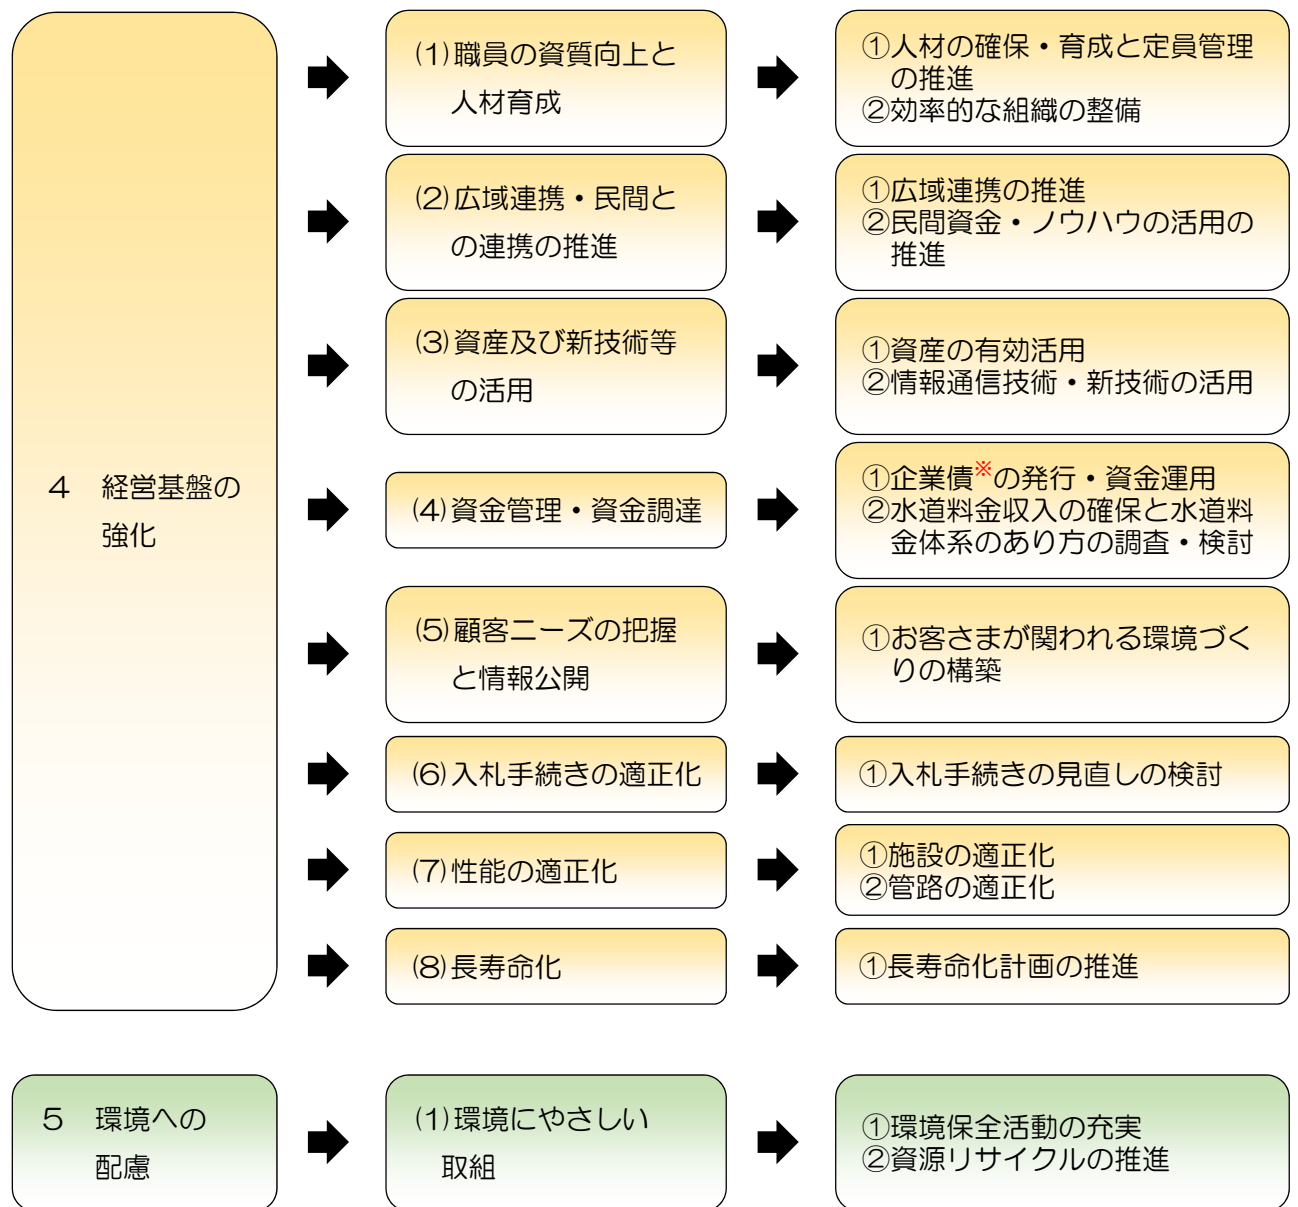 4 経営基盤の
強化
(1)職員の資質向上と
人材育成
①人材の確保・育成と定員管理
の推進
②効率的な組織の整備
(2)広域連携・民間と
の連携の推進
①広域連携の推進
②民間資金・ノウハウの活用の
推進
(3)資産及び新技術等
の活用
①資産の有効活用
②情報通信技術・新技術の活用
(4)資金管理・資金調達
①企業債※の発行・資金運用
②水道料金収入の確保と水道料
金体系のあり方の調査・検討
(5)顧客ニーズの把握
と情報公開
①お客さまが関われる環境づく
りの構築
(6)入札手続きの適正化
①入札手続きの見直しの検討
(7)性能の適正化
①施設の適正化
②管路の適正化
(8)長寿命化
①長寿命化計画の推進
5 環境への
配慮
(1)環境にやさしい
取組
①環境保全活動の充実
②資源リサイクルの推進